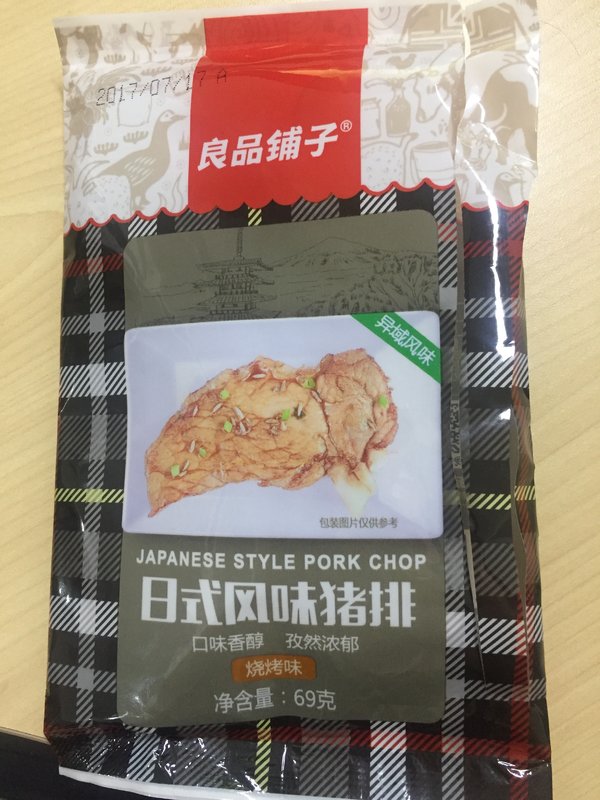 2017/07/17 A
良品铺子®
异域风味
包装图片仅供参考
JAPANESE STYLE PORK CHOP
日式风味猪排
口味香醇 孜然浓郁
烧烤味
净含量：69克